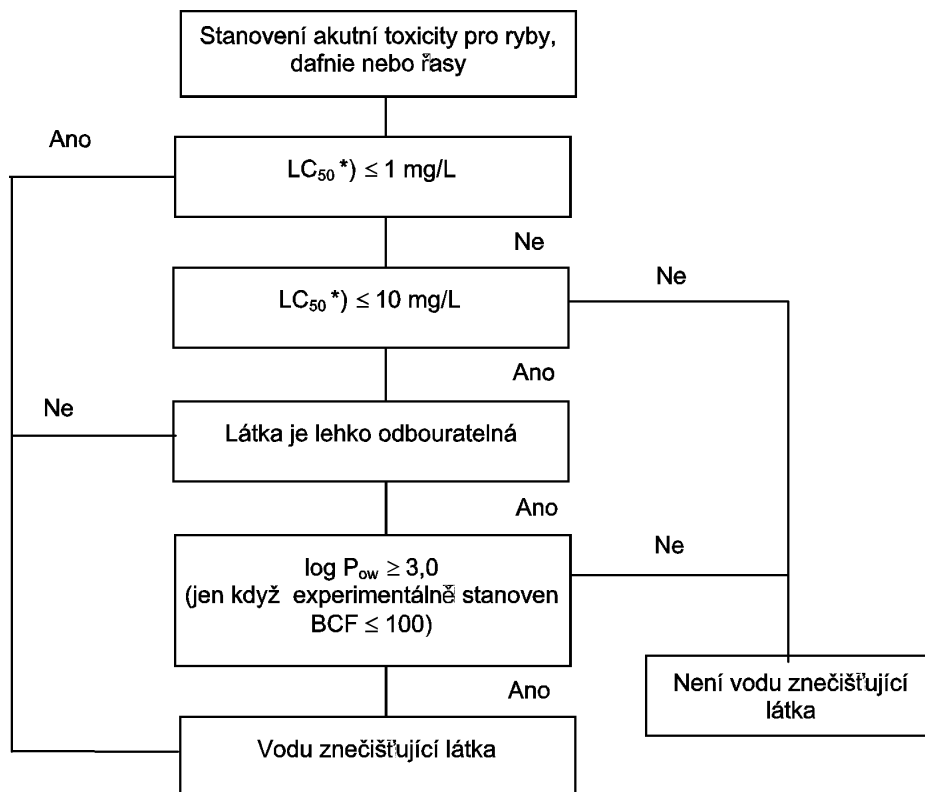 Stanovení akutní toxicity pro ryby,
dafnie nebo řasy
Ano
LC50 *) ≤ 1 mg/L
Ne
Ne
LC50 *) ≤ 10 mg/L
Ano
Ne
Látka je lehko odbouratelná
Ano
Ne
log Pow ≥ 3,0
(jen když experimentálně stanoven
BCF ≤ 100)
Ano
Není vodu znečišťující
látka
Vodu znečišťující látka